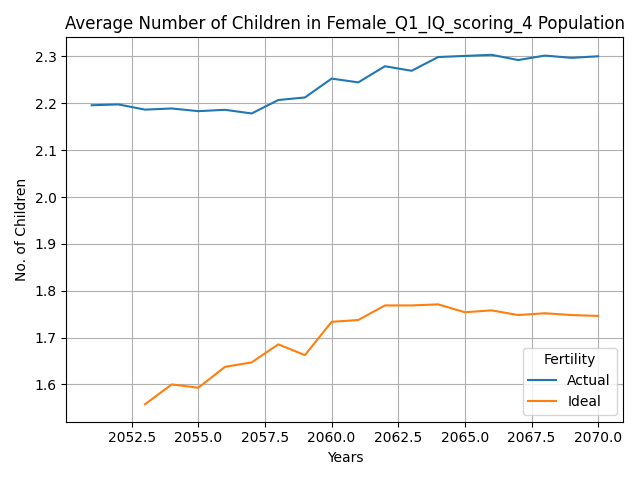 Average Number of Children in Female_Q1_IQ_scoring_4 Population
2.3
2.2
2.1
2.0
1.9
1.8
1.7
1.6
No. of Children
Fertility
Actual
Ideal
2052.5 2055.0 2057.5 2060.0 2062.5 2065.0 2067.5 2070.0
Years